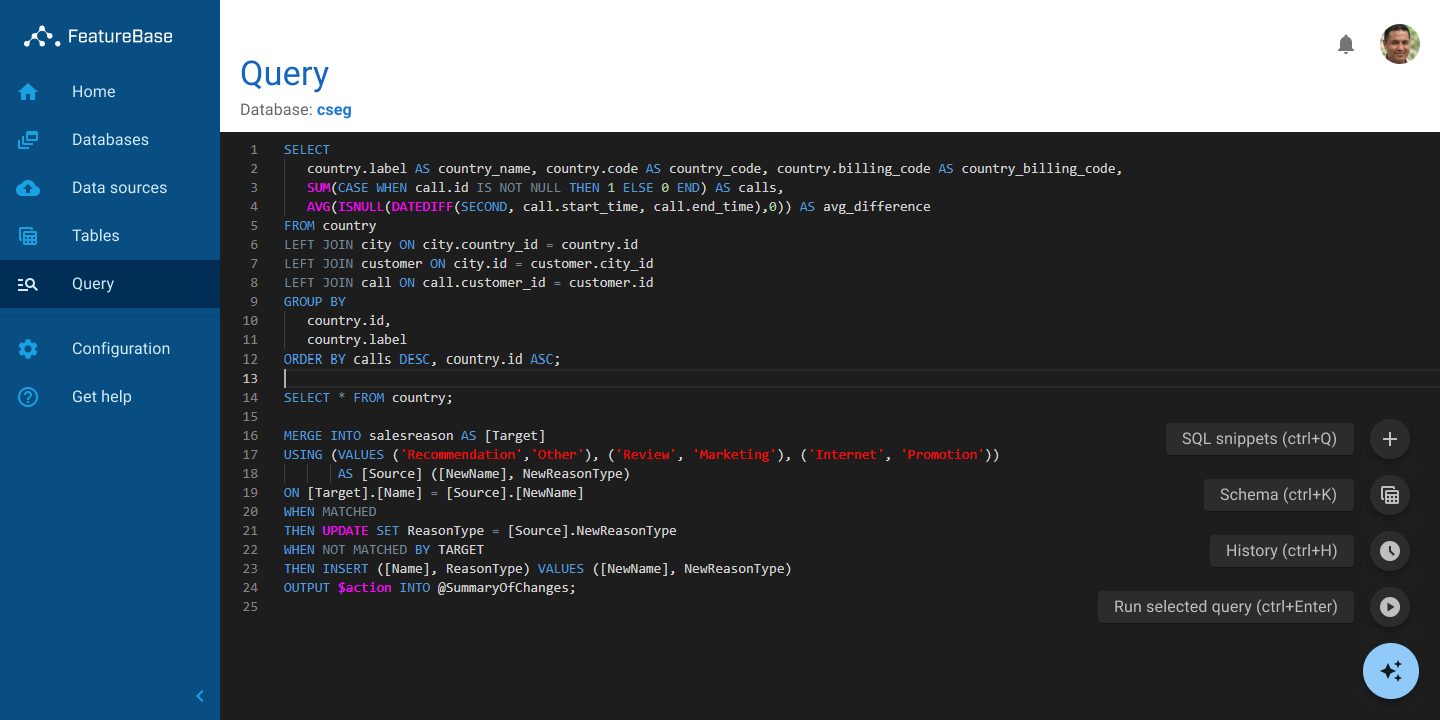 FeatureBase
Home
Databases
Data sources
Tables
Query
Configuration
Get help
Query
Database: cseg
1 SELECT
2 country.label AS country_name, country.code AS country_code, country.billing_code AS country_billing_code,
3 SUM(CASE WHEN call.id IS NOT NULL THEN 1 ELSE 0 END) AS calls,
4 AVG(ISNULL(DATEDIFF(SECOND, call.start_time, call.end_time),0)) AS avg_difference
5 FROM country
6 LEFT JOIN city ON city.country_id = country.id
7 LEFT JOIN customer ON city.id = customer.city_id
8 LEFT JOIN call ON call.customer_id = customer.id
9 GROUP BY
10 country.id,
11 country.label
12 ORDER BY calls DESC, country.id ASC;
13
14 SELECT * FROM country;
15
16 MERGE INTO salesreason AS [Target]
17 USING (VALUES ('Recommendation','Other'), ('Review', 'Marketing'), ('Internet', 'Promotion'))
18 AS [Source] ([NewName], NewReasonType)
19 ON [Target].[Name] = [Source].[NewName]
20 WHEN MATCHED
21 THEN UPDATE SET ReasonType = [Source].NewReasonType
22 WHEN NOT MATCHED BY TARGET
23 THEN INSERT ([Name], ReasonType) VALUES ([NewName], NewReasonType)
24 OUTPUT $action INTO @SummaryOfChanges;
25
SQL snippets (ctrl+Q)
Schema (ctrl+K)
History (ctrl+H)
Run selected query (ctrl+Enter)